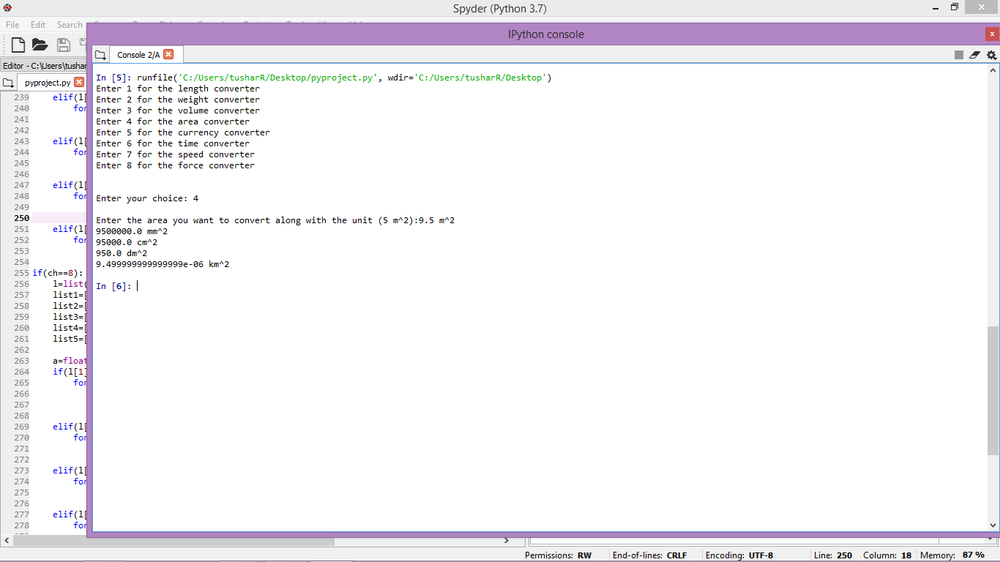 Spyder (Python 3.7)
File Edit Search
IPython console
Editor - C:\Users\tushar
Console 2/A
pyproject.py
In [5]: runfile('C:/Users/tusharR/Desktop/pyproject.py', wdir='C:/Users/tusharR/Desktop')
Enter 1 for the length converter
Enter 2 for the weight converter
Enter 3 for the volume converter
Enter 4 for the area converter
Enter 5 for the currency converter
Enter 6 for the time converter
Enter 7 for the speed converter
Enter 8 for the force converter
Enter your choice: 4
Enter the area you want to convert along with the unit (5 m^2):9.5 m^2
9500000.0 mm^2
95000.0 cm^2
950.0 dm^2
9.499999999999999e-06 km^2
In [6]:
239 elif(l[
240 for
241
242
243 elif(l[
244 for
245
246
247 elif(l[
248 for
249
250
251 elif(l[
252 for
253
254
255 if(ch==8):
256 l=list(
257 list1=[
258 list2=[
259 list3=[
260 list4=[
261 list5=[
262
263 a=float
264 if(l[1]
265 for
266
267
268
269 elif(l[
270 for
271
272
273 elif(l[
274 for
275
276
277 elif(l[
278 for
Permissions: RW End-of-lines: CRLF Encoding: UTF-8 Line: 250 Column: 18 Memory: 87 %